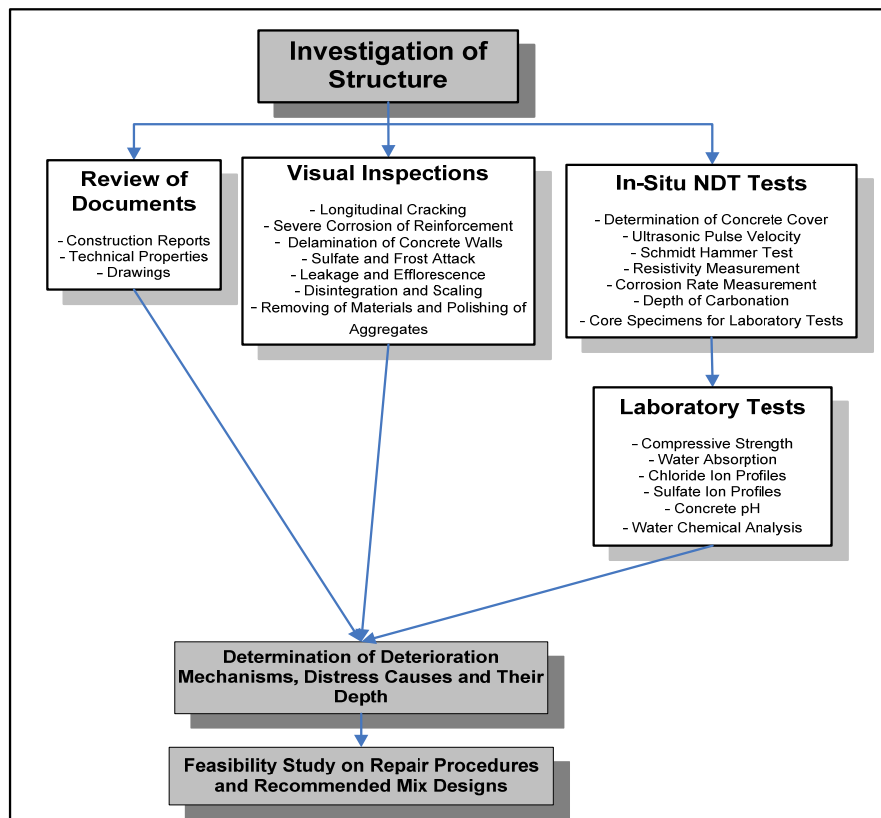 Investigation of
Structure
Review of
Documents
- Construction Reports
- Technical Properties
- Drawings
Visual Inspections
- Longitudinal Cracking
- Severe Corrosion of Reinforcement
- Delamination of Concrete Walls
- Sulfate and Frost Attack
- Leakage and Efflorescence
- Disintegration and Scaling
- Removing of Materials and Polishing of
Aggregates
In-Situ NDT Tests
- Determination of Concrete Cover
- Ultrasonic Pulse Velocity
- Schmidt Hammer Test
- Resistivity Measurement
- Corrosion Rate Measurement
- Depth of Carbonation
- Core Specimens for Laboratory Tests
Laboratory Tests
- Compressive Strength
- Water Absorption
- Chloride Ion Profiles
- Sulfate Ion Profiles
- Concrete pH
- Water Chemical Analysis
Determination of Deterioration
Mechanisms, Distress Causes and Their
Depth
Feasibility Study on Repair Procedures
and Recommended Mix Designs